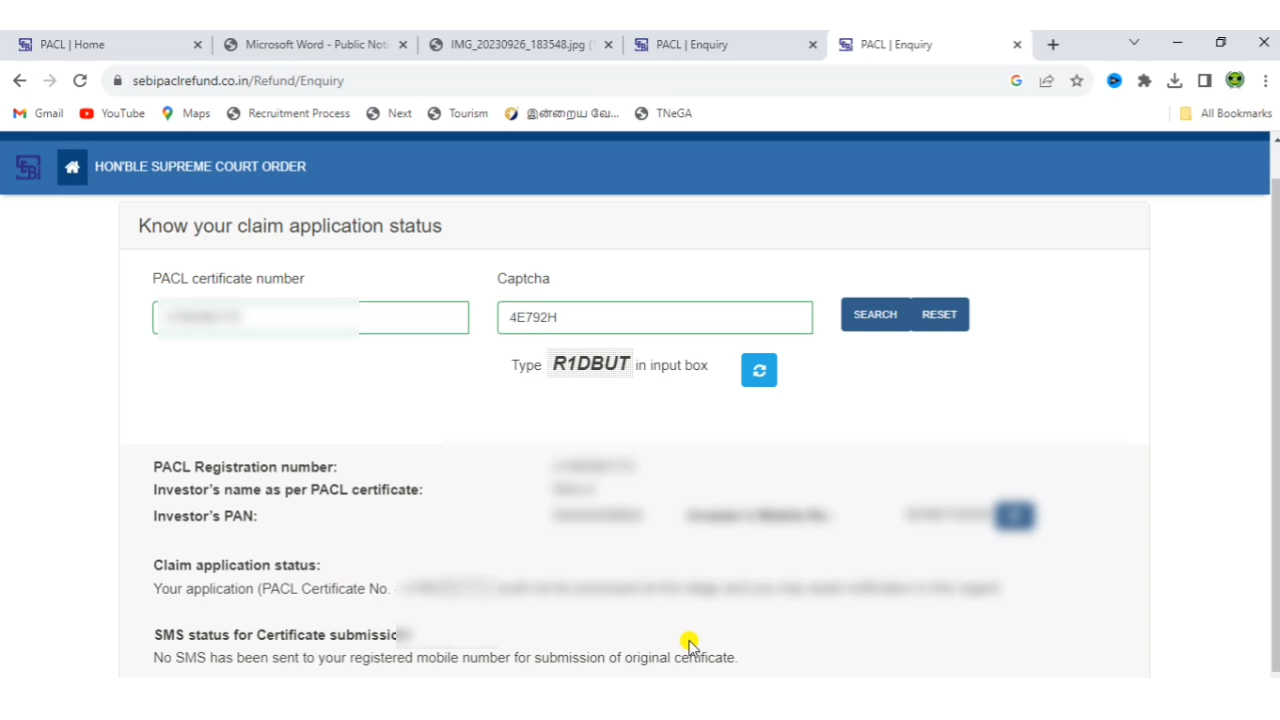 PACL | Home
Microsoft Word - Public Noti
IMG_20230926_183548.jpg (
PACL | Enquiry
PACL | Enquiry
sebipaclrefund.co.in/Refund/Enquiry
Gmail
YouTube
Maps
Recruitment Process
Next
Tourism
இன்றைய வே...
TNeGA
All Bookmarks
SEBI
HON'BLE SUPREME COURT ORDER
Know your claim application status
PACL certificate number
Captcha
4E792H
SEARCH
RESET
Type R1DBUT in input box
PACL Registration number:
Investor's name as per PACL certificate:
Investor's PAN:
Claim application status:
Your application (PACL Certificate No. -
SMS status for Certificate submissio
No SMS has been sent to your registered mobile number for submission of original certificate.